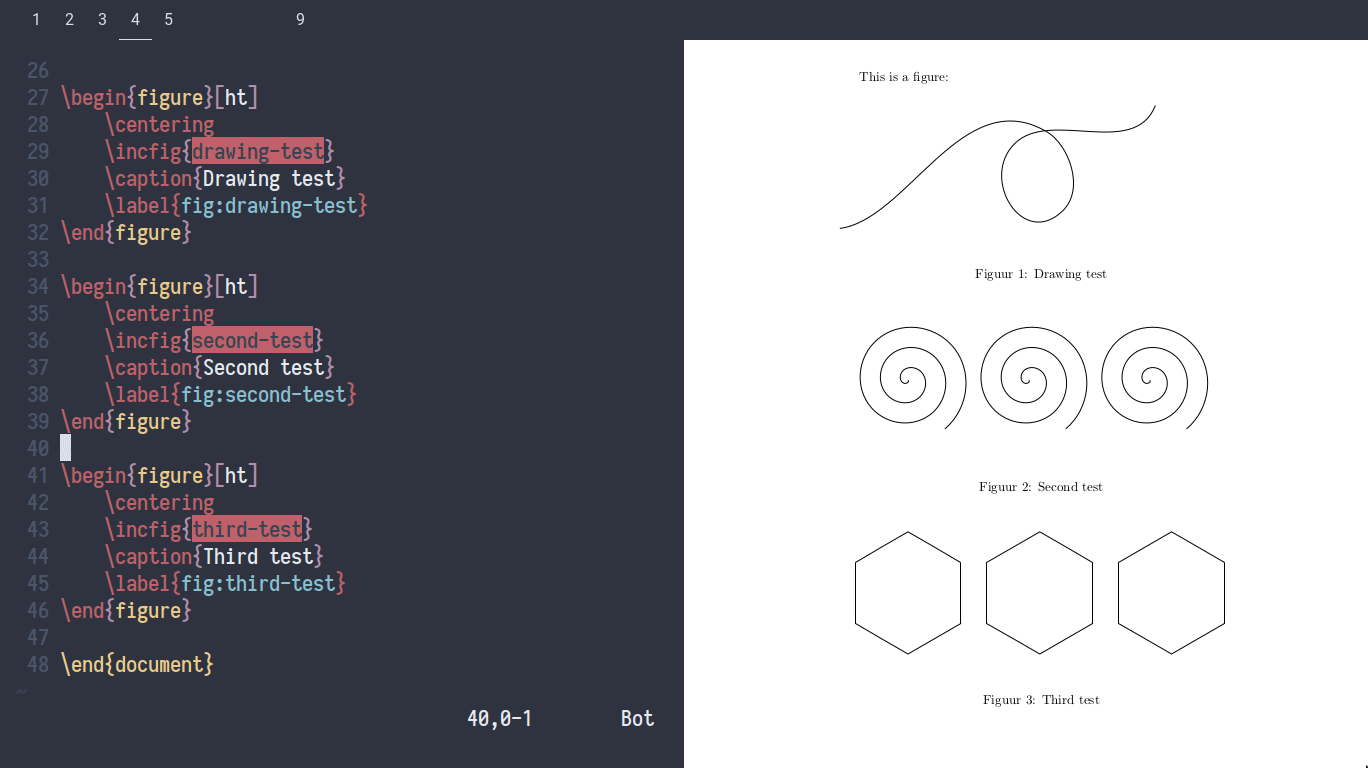 1 2 3 4 5 9
26
27 \begin{figure}[ht]
28     \centering
29     \incfig{drawing-test}
30     \caption{Drawing test}
31     \label{fig:drawing-test}
32 \end{figure}
33
34 \begin{figure}[ht]
35     \centering
36     \incfig{second-test}
37     \caption{Second test}
38     \label{fig:second-test}
39 \end{figure}
40
41 \begin{figure}[ht]
42     \centering
43     \incfig{third-test}
44     \caption{Third test}
45     \label{fig:third-test}
46 \end{figure}
47
48 \end{document}
~
40,0-1 Bot
This is a figure:
Figuur 1: Drawing test
Figuur 2: Second test
Figuur 3: Third test